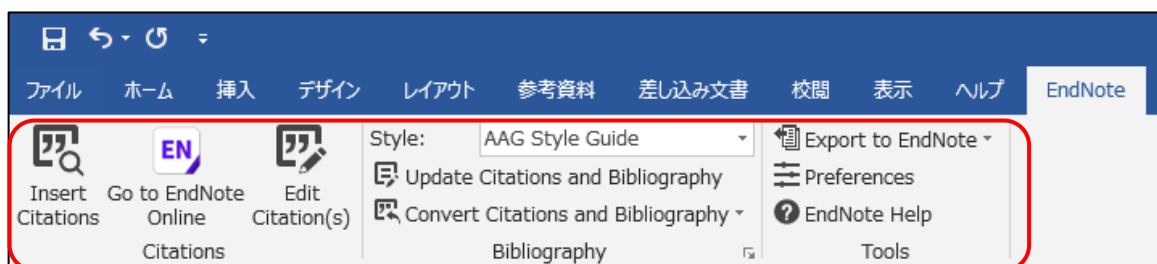 ファイル ホーム 挿入 デザイン レイアウト 参考資料 差し込み文書 校閲 表示 ヘルプ EndNote
Style: AAG Style Guide Export to EndNote
EN
Insert Citations Go to EndNote Online Edit Citation(s) Update Citations and Bibliography Preferences
Convert Citations and Bibliography EndNote Help
Citations Bibliography Tools